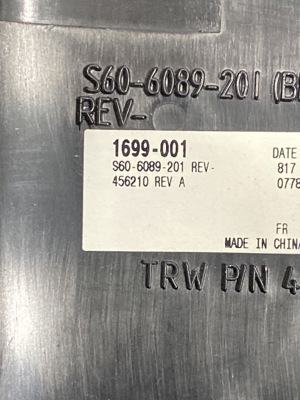 S60-6089-201 (B
REV-
1699-001 DATE
S60-6089-201 REV- 817
456210 REV A 0778
FR
MADE IN CHINA
TRW P/N 4